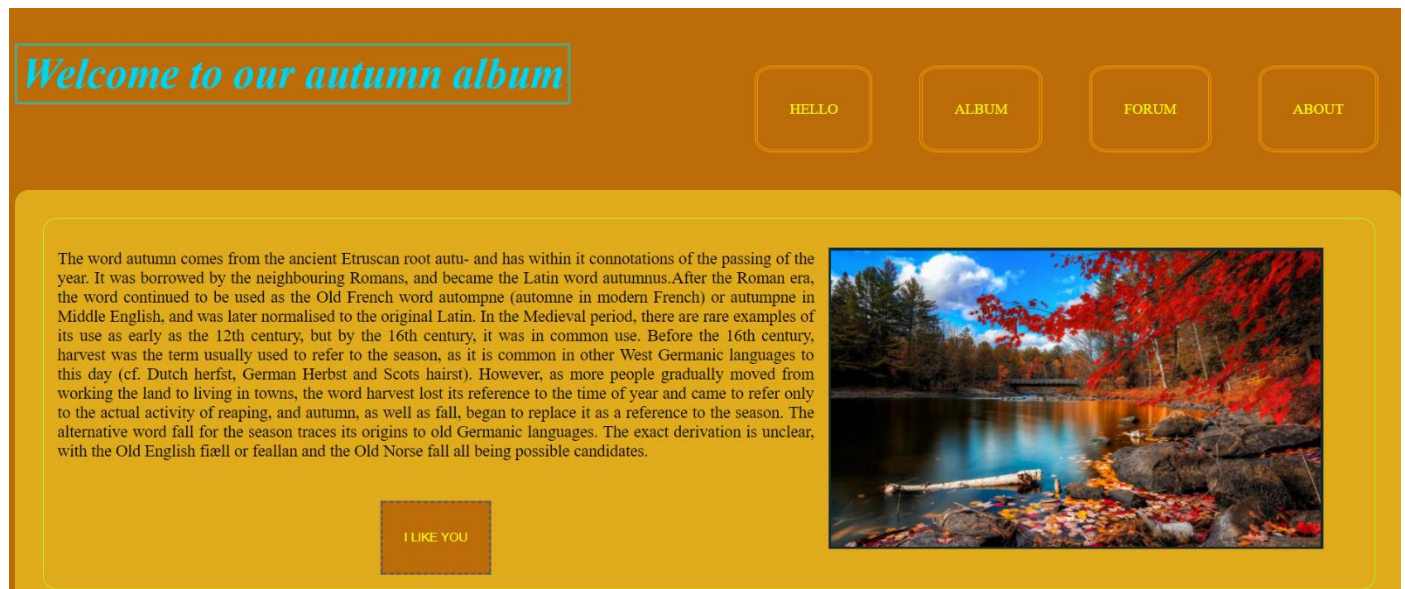 Welcome to our autumn album
HELLO
ALBUM
FORUM
ABOUT
The word autumn comes from the ancient Etruscan root autu- and has within it connotations of the passing of the
year. It was borrowed by the neighbouring Romans, and became the Latin word autumnus.After the Roman era,
the word continued to be used as the Old French word autompne (automne in modern French) or autumpne in
Middle English, and was later normalised to the original Latin. In the Medieval period, there are rare examples of
its use as early as the 12th century, but by the 16th century, it was in common use. Before the 16th century,
harvest was the term usually used to refer to the season, as it is common in other West Germanic languages to
this day (cf. Dutch herfst, German Herbst and Scots hairst). However, as more people gradually moved from
working the land to living in towns, the word harvest lost its reference to the time of year and came to refer only
to the actual activity of reaping, and autumn, as well as fall, began to replace it as a reference to the season. The
alternative word fall for the season traces its origins to old Germanic languages. The exact derivation is unclear,
with the Old English fiæll or feallan and the Old Norse fall all being possible candidates.
I LIKE YOU